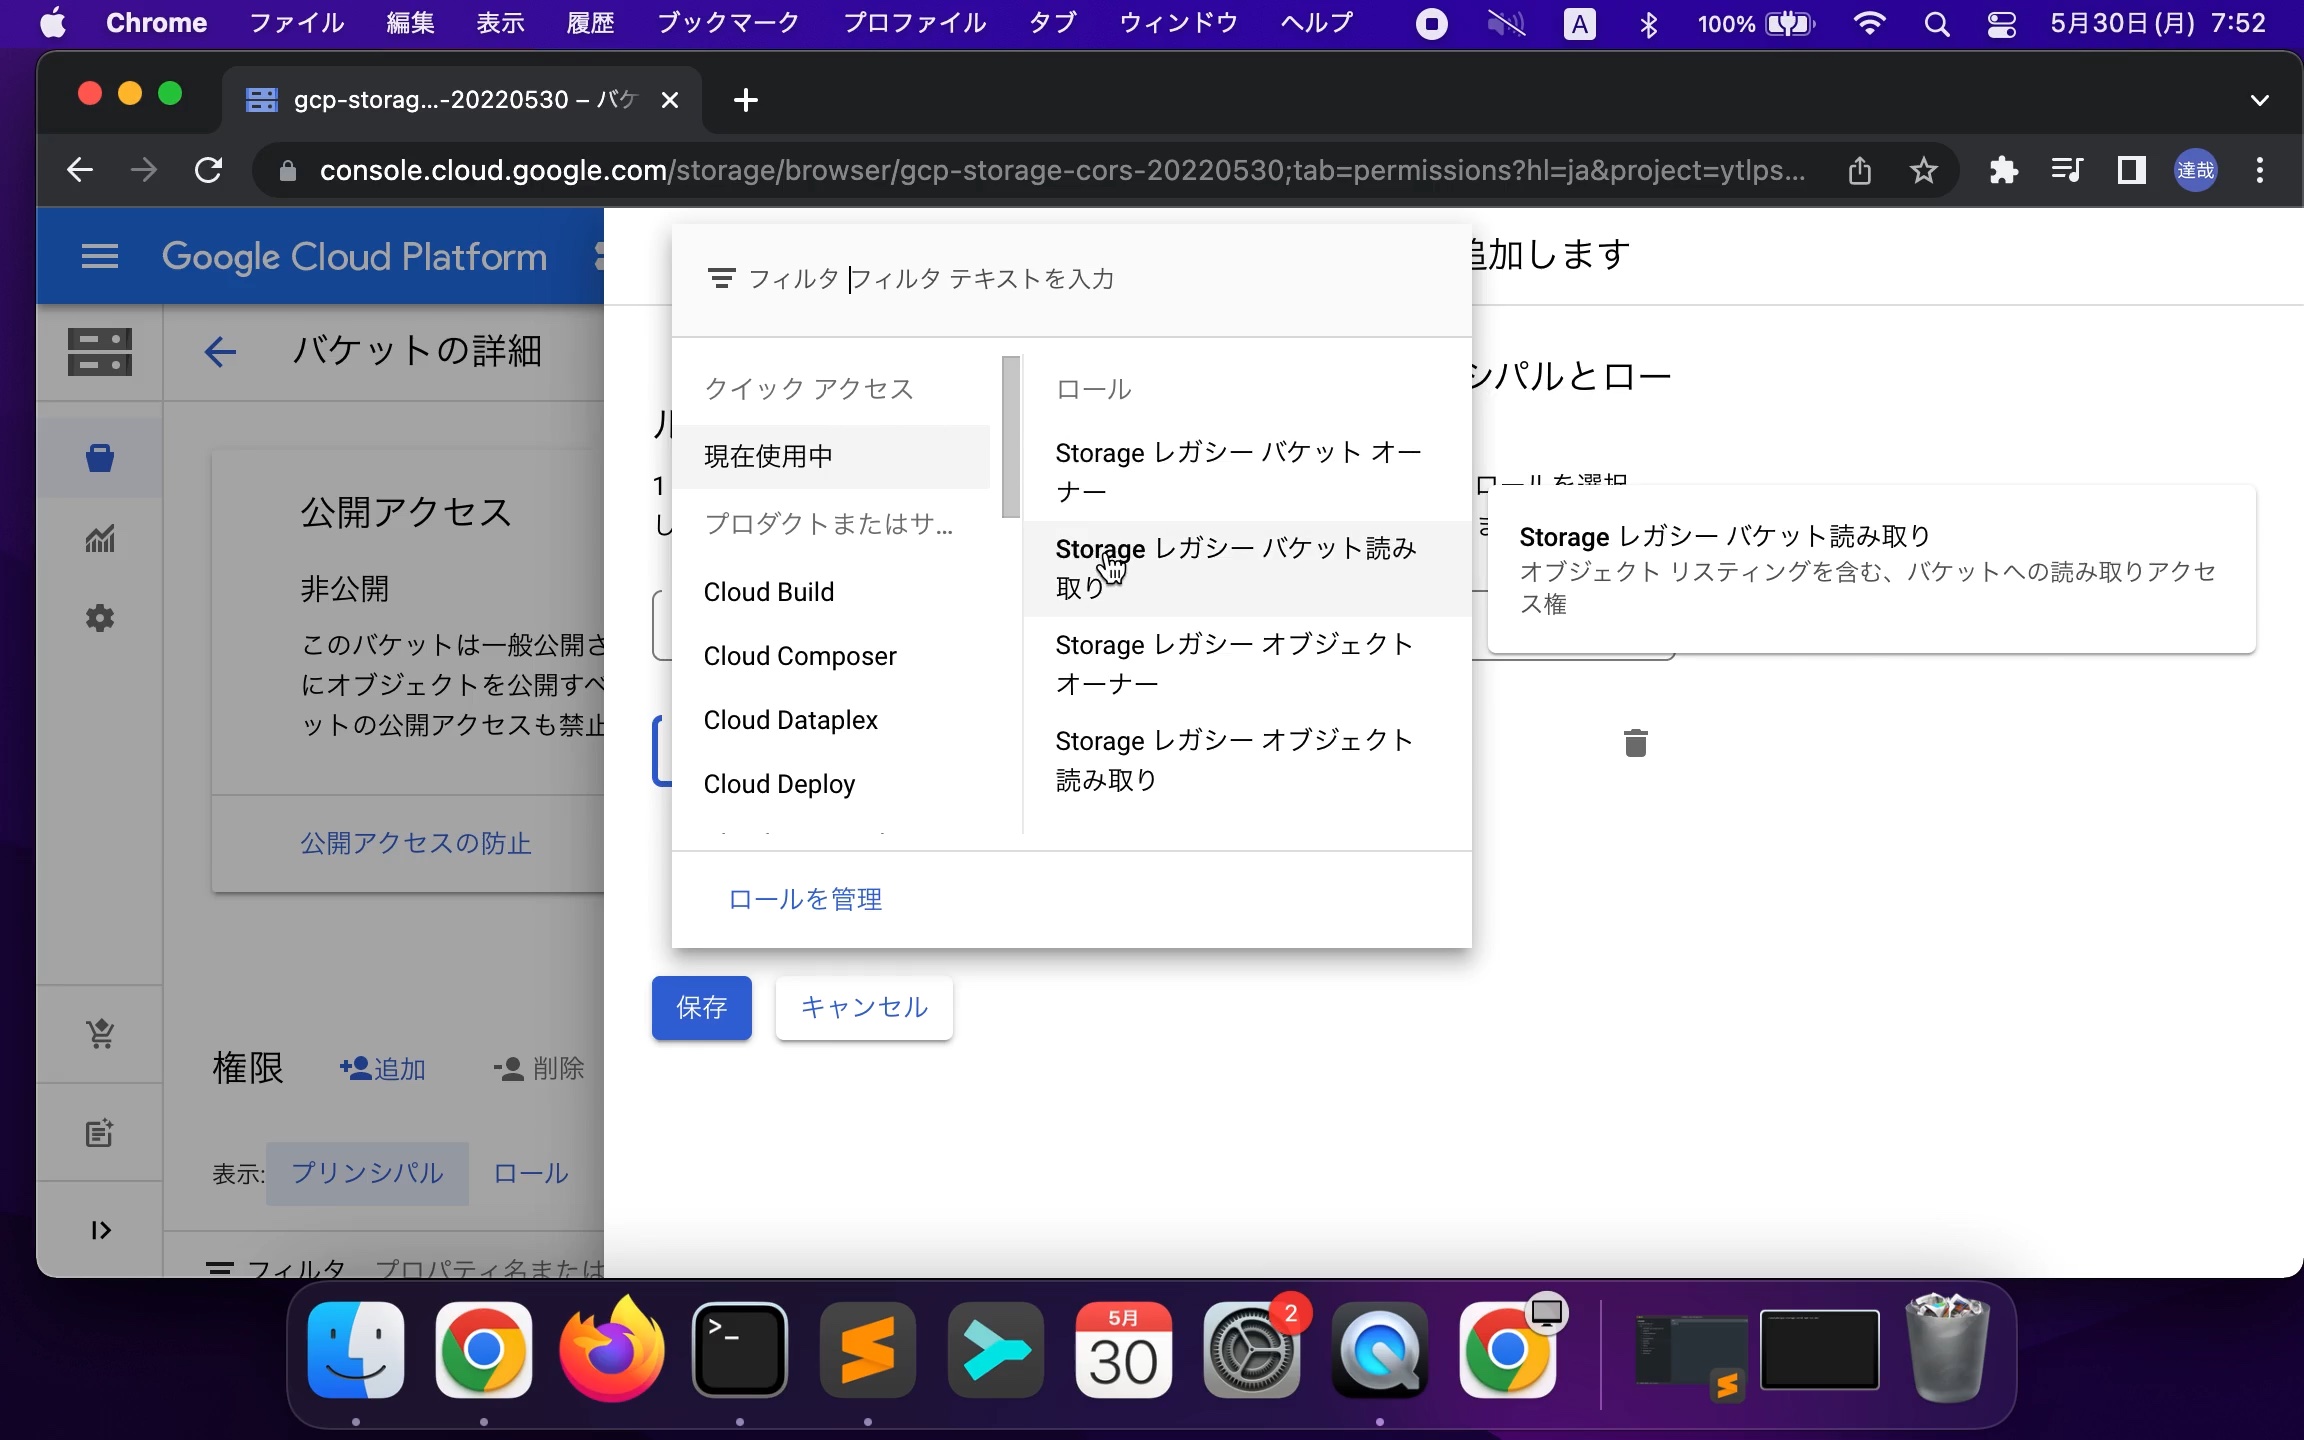 Chrome ファイル 編集 表示 履歴 ブックマーク プロファイル タブ ウィンドウ ヘルプ A 100% 5月30日(月) 7:52
gcp-storag...-20220530 – バケ
console.cloud.google.com/storage/browser/gcp-storage-cors-20220530;tab=permissions?hl=ja&project=ytlps... 達哉
Google Cloud Platform
追加します
フィルタ フィルタ テキストを入力
バケットの詳細
シパルとロー
クイック アクセス
ロール
現在使用中
Storage レガシー バケット オー
ナー
ロールを選択
プロダクトまたはサ...
Storage レガシー バケット読み
取り
Storage レガシー バケット読み取り
オブジェクト リスティングを含む、バケットへの読み取りアクセ
ス権
公開アクセス
非公開
Cloud Build
このバケットは一般公開さ
にオブジェクトを公開すべ
ットの公開アクセスも禁止
Cloud Composer
Storage レガシー オブジェクト
オーナー
Cloud Dataplex
Storage レガシー オブジェクト
読み取り
Cloud Deploy
公開アクセスの防止
ロールを管理
保存 キャンセル
権限 追加 削除
表示: プリンシパル ロール
フィルタ プロパティ名または
5月
30
2